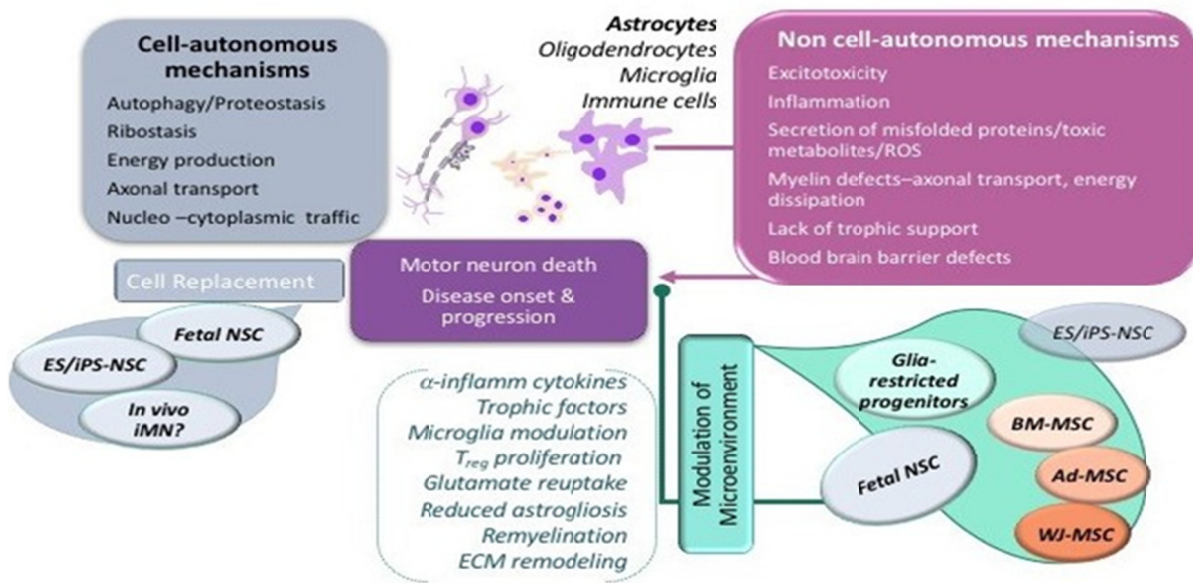 Cell-autonomous
mechanisms
Autophagy/Proteostasis
Ribostasis
Energy production
Axonal transport
Nucleo –cytoplasmic traffic
Astrocytes
Oligodendrocytes
Microglia
Immune cells
Non cell-autonomous mechanisms
Excitotoxicity
Inflammation
Secretion of misfolded proteins/toxic
metabolites/ROS
Myelin defects–axonal transport, energy
dissipation
Lack of trophic support
Blood brain barrier defects
Cell Replacement
Motor neuron death
Disease onset &
progression
Fetal NSC
ES/iPS-NSC
In vivo
iMN?
α-inflamm cytokines
Trophic factors
Microglia modulation
Treg proliferation
Glutamate reuptake
Reduced astrogliosis
Remyelination
ECM remodeling
Modulation of
Microenvironment
ES/iPS-NSC
Glia-
restricted
progenitors
BM-MSC
Fetal NSC
Ad-MSC
WJ-MSC